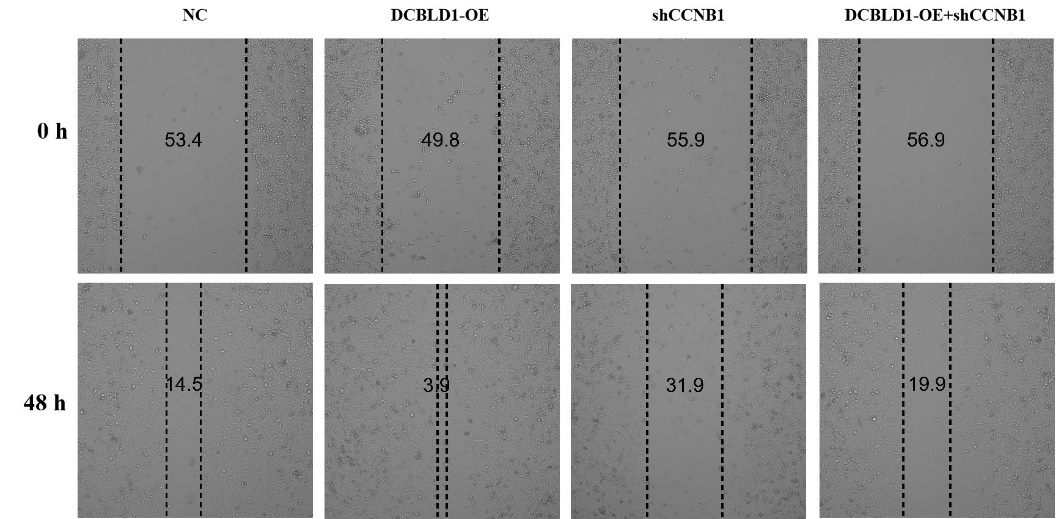 NC DCBLD1-OE shCCNB1 DCBLD1-OE+shCCNB1
0 h 53.4 49.8 55.9 56.9
48 h 14.5 3.9 31.9 19.9